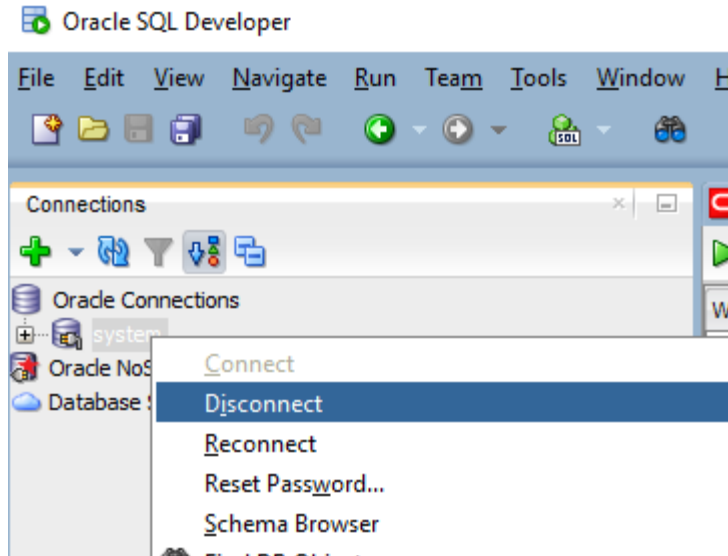 Oracle SQL Developer
File Edit View Navigate Run Team Tools Window H
SQL
Connections
Oracle Connections
system
Oracle NoS
Database
Connect
Disconnect
Reconnect
Reset Password...
Schema Browser